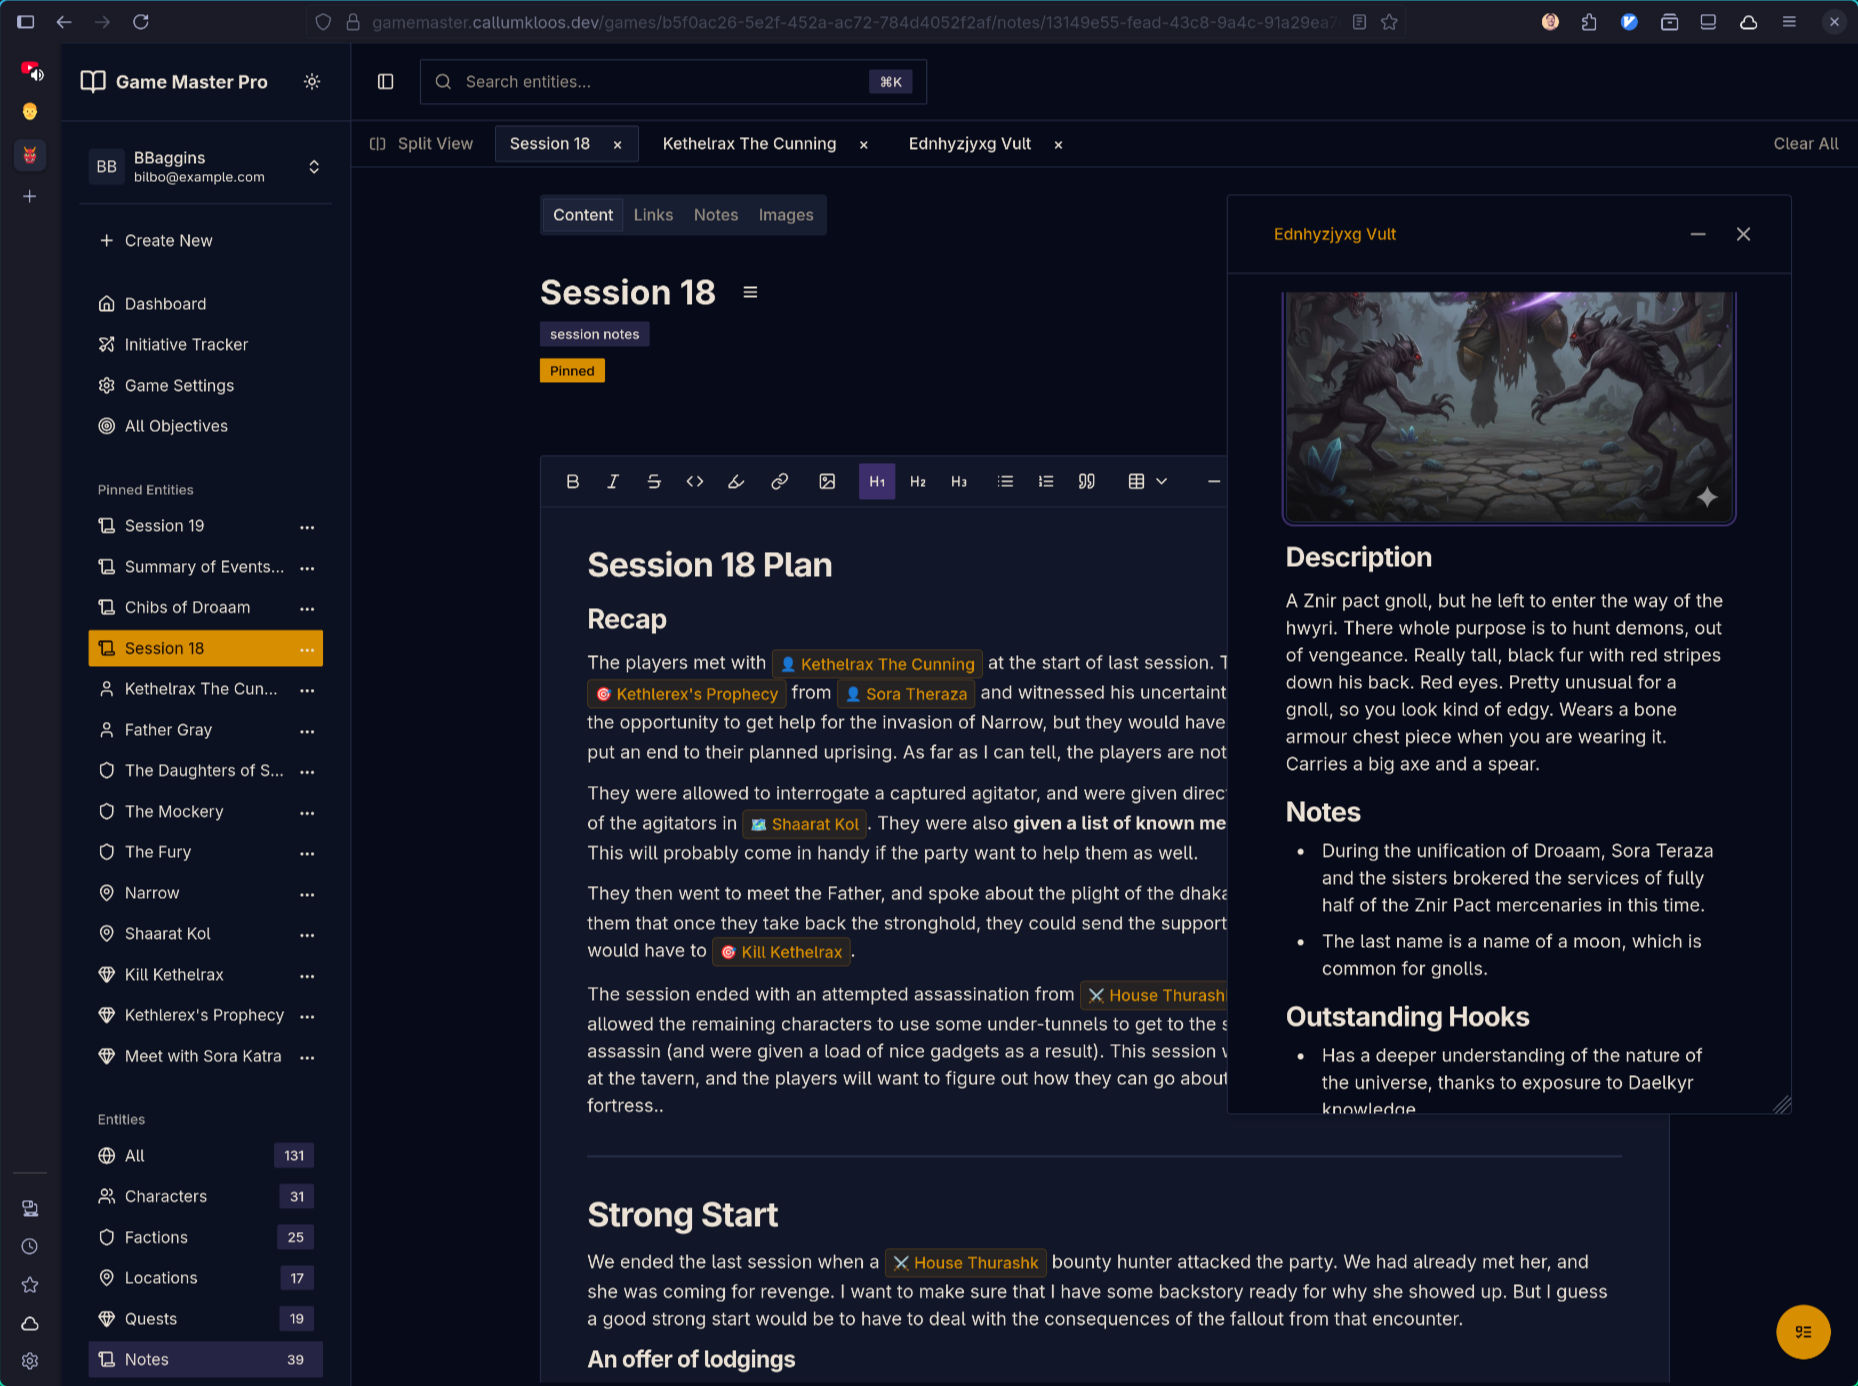 gamemaster.callumkloos.dev/games/b5f0ac26-5e2f-452a-ac72-784d4052f2af/notes/13149e55-fead-43c8-9a4c-91a29ea7
Game Master Pro
Search entities...
⌘K
BB
BBaggins
bilbo@example.com
Split View
Session 18
Kethelrax The Cunning
Ednhyzjyxg Vult
Clear All
Create New
Dashboard
Initiative Tracker
Game Settings
All Objectives
Pinned Entities
Session 19
Summary of Events...
Chibs of Droaam
Session 18
Kethelrax The Cun...
Father Gray
The Daughters of S...
The Mockery
The Fury
Narrow
Shaarat Kol
Kill Kethelrax
Kethlerex's Prophecy
Meet with Sora Katra
Entities
All 131
Characters 31
Factions 25
Locations 17
Quests 19
Notes 39
Content Links Notes Images
Session 18
session notes
Pinned
H1 H2 H3
Session 18 Plan
Recap
The players met with Kethelrax The Cunning at the start of last session. T
Kethlerex's Prophecy from Sora Theraza and witnessed his uncertaint
the opportunity to get help for the invasion of Narrow, but they would have
put an end to their planned uprising. As far as I can tell, the players are not
They were allowed to interrogate a captured agitator, and were given direc
of the agitators in Shaarat Kol. They were also given a list of known me
This will probably come in handy if the party want to help them as well.
They then went to meet the Father, and spoke about the plight of the dhaka
them that once they take back the stronghold, they could send the support
would have to Kill Kethelrax.
The session ended with an attempted assassination from House Thurash
allowed the remaining characters to use some under-tunnels to get to the s
assassin (and were given a load of nice gadgets as a result). This session w
at the tavern, and the players will want to figure out how they can go about
fortress..
Strong Start
We ended the last session when a House Thurashk bounty hunter attacked the party. We had already met her, and
she was coming for revenge. I want to make sure that I have some backstory ready for why she showed up. But I guess
a good strong start would be to have to deal with the consequences of the fallout from that encounter.
An offer of lodgings
Ednhyzjyxg Vult
Description
A Znir pact gnoll, but he left to enter the way of the
hwyri. There whole purpose is to hunt demons, out
of vengeance. Really tall, black fur with red stripes
down his back. Red eyes. Pretty unusual for a
gnoll, so you look kind of edgy. Wears a bone
armour chest piece when you are wearing it.
Carries a big axe and a spear.
Notes
• During the unification of Droaam, Sora Teraza
and the sisters brokered the services of fully
half of the Znir Pact mercenaries in this time.
• The last name is a name of a moon, which is
common for gnolls.
Outstanding Hooks
• Has a deeper understanding of the nature of
the universe, thanks to exposure to Daelkyr
knowledge